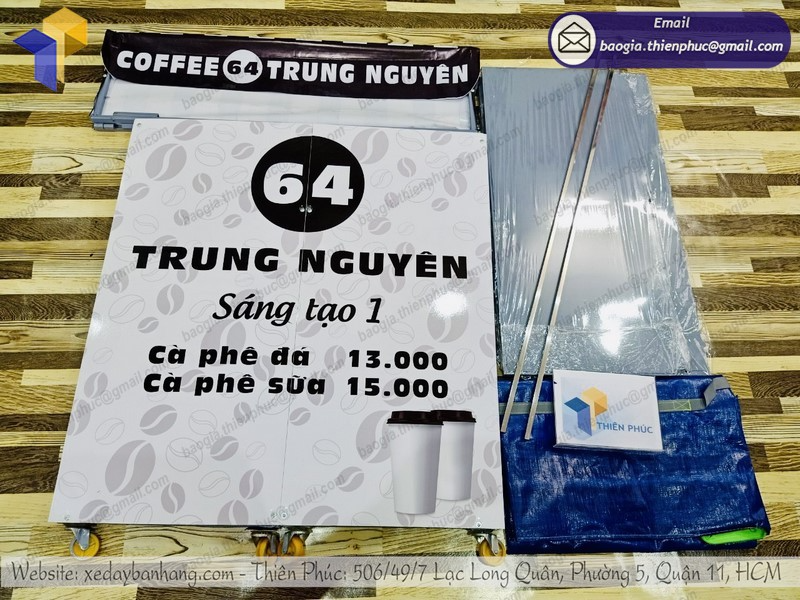 Email
baogia.thienphuc@gmail.com
COFFEE 64 TRUNG NGUYÊN
64
TRUNG NGUYÊN
Sáng tạo 1
Cà phê đá 13.000
Cà phê sữa 15.000
THIÊN PHÚC
Website: xedaybanhang.com - Thiên Phúc: 506/49/7 Lạc Long Quân, Phường 5, Quận 11, HCM